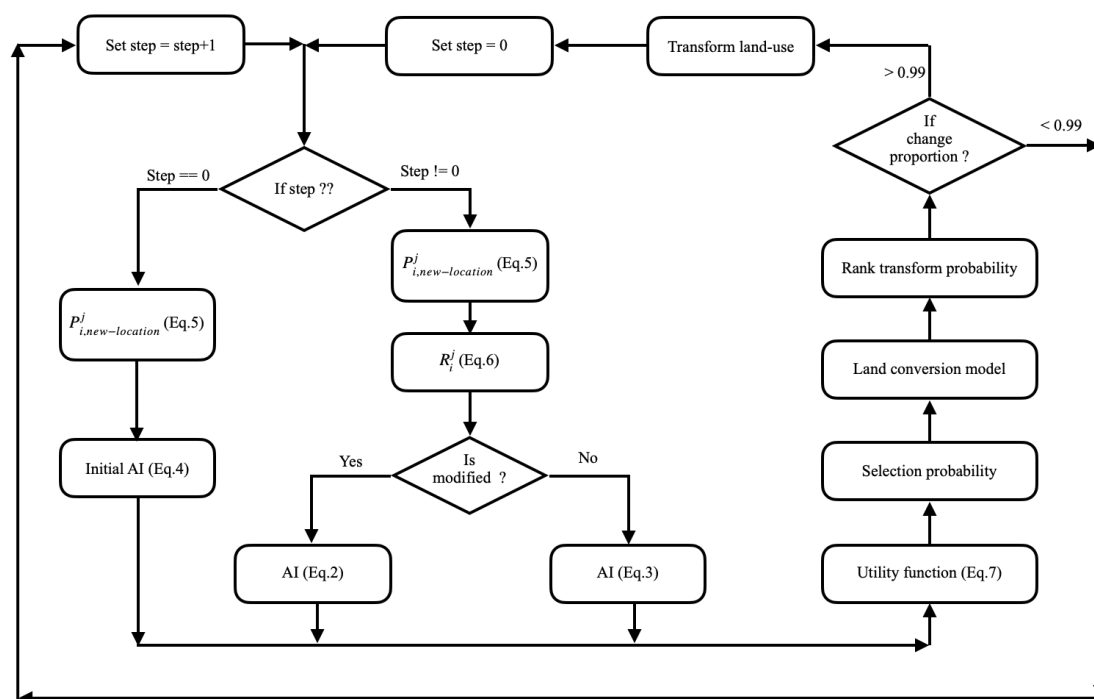 Set step = step+1
Set step = 0
Transform land-use
> 0.99
If
change
proportion ?
< 0.99
Step == 0
If step ??
Step != 0
$P^{j}_{i,new-location}$ (Eq.5)
Rank transform probability
$P^{j}_{i,new-location}$ (Eq.5)
$R^{j}_{i}$ (Eq.6)
Land conversion model
Initial AI (Eq.4)
Yes
Is
modified ?
No
Selection probability
AI (Eq.2)
AI (Eq.3)
Utility function (Eq.7)